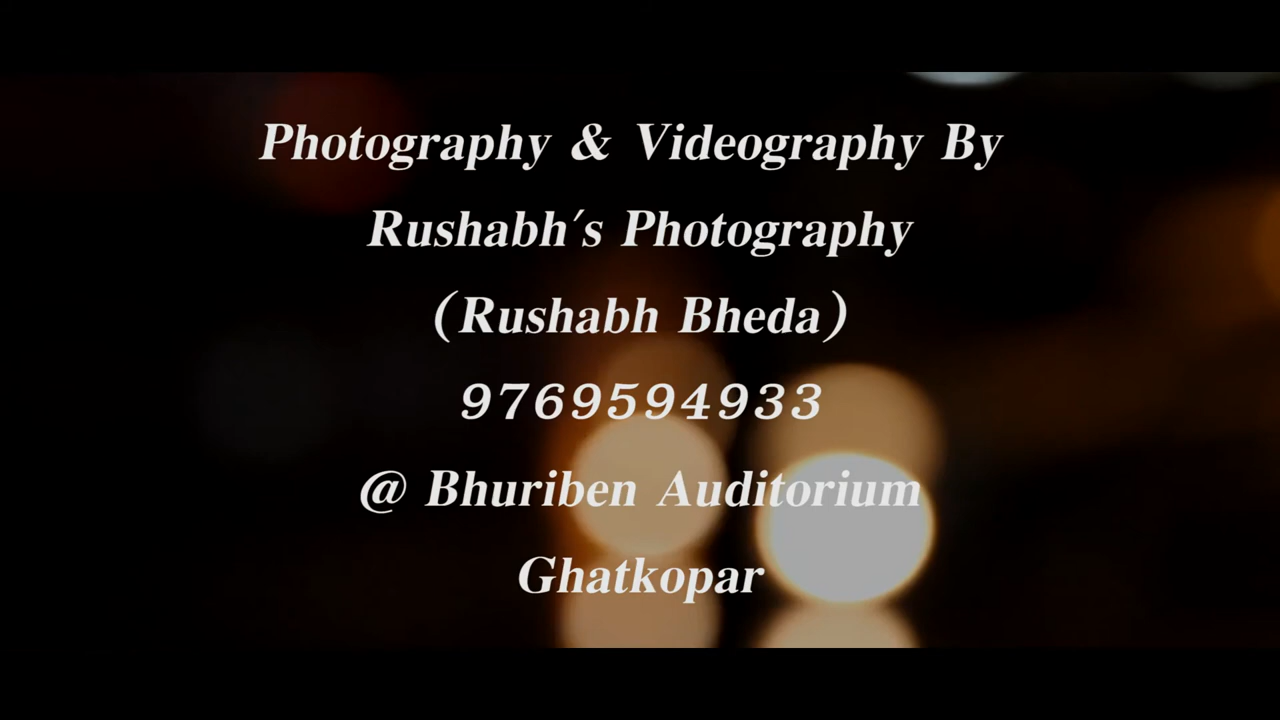 Photography & Videography By
Rushabh's Photography
(Rushabh Bheda)
9769594933
@ Bhuriben Auditorium
Ghatkopar